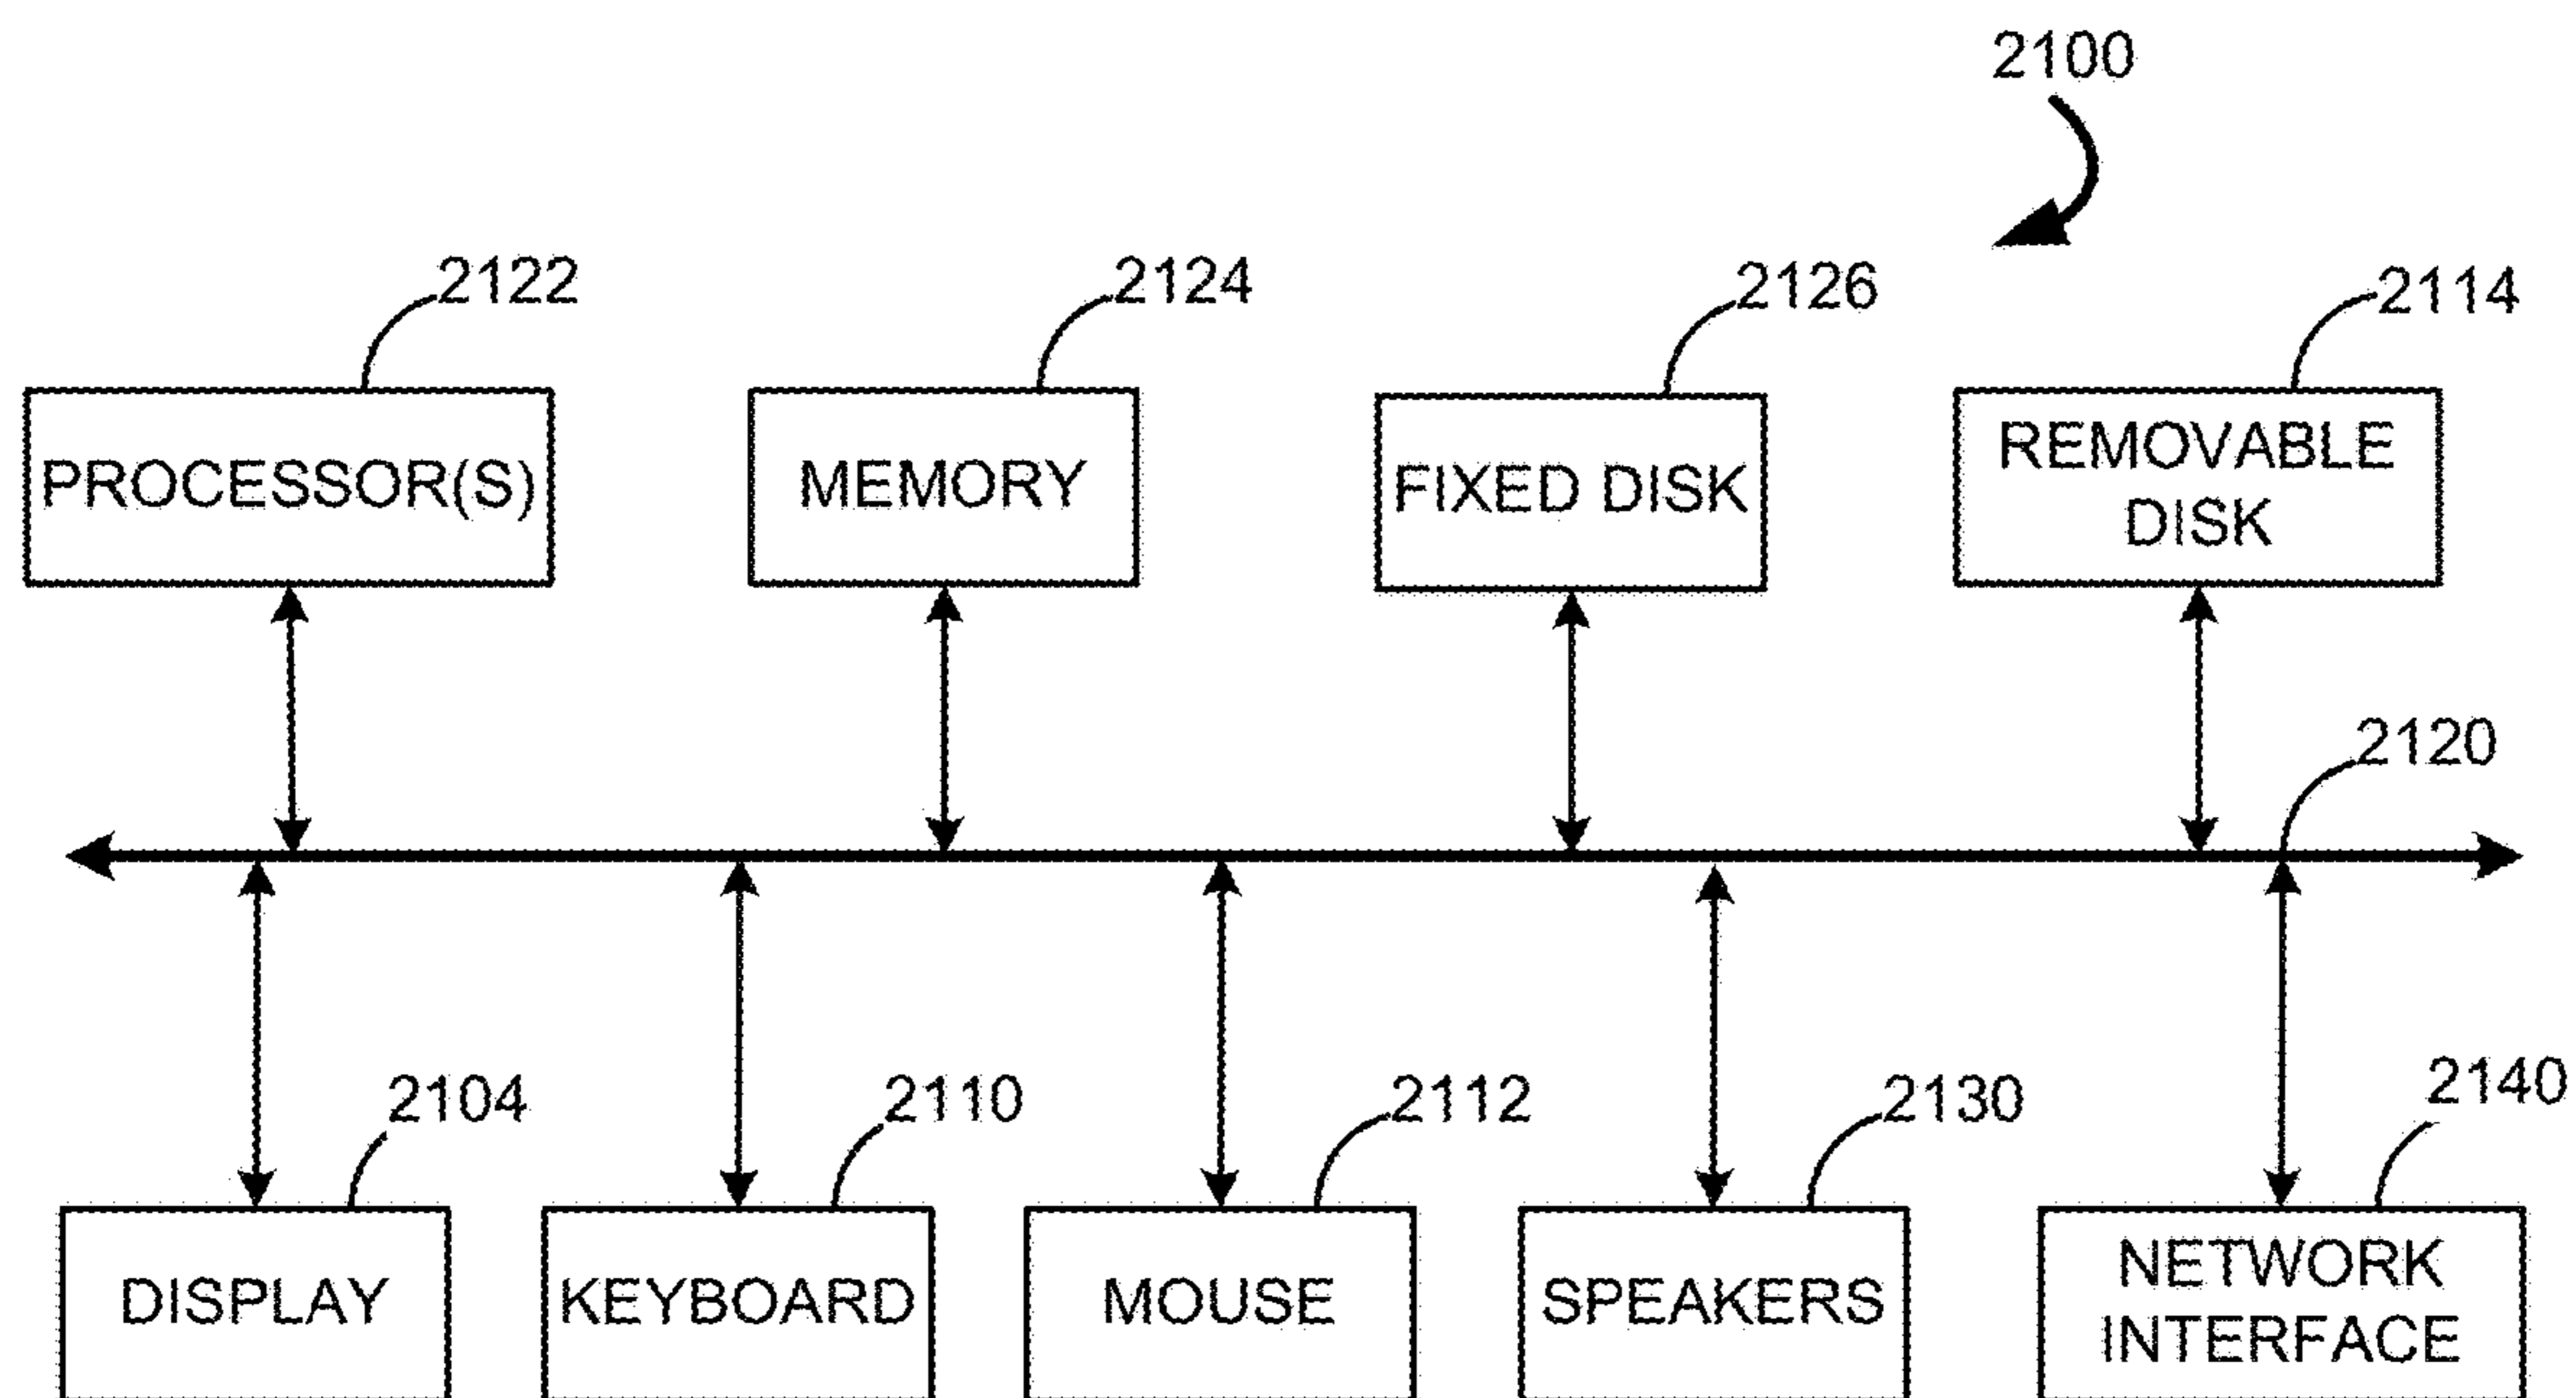 2100
2122
2124
2126
2114
PROCESSOR(S)
MEMORY
FIXED DISK
REMOVABLE
DISK
2120
2104
2110
2112
2130
2140
DISPLAY
KEYBOARD
MOUSE
SPEAKERS
NETWORK
INTERFACE